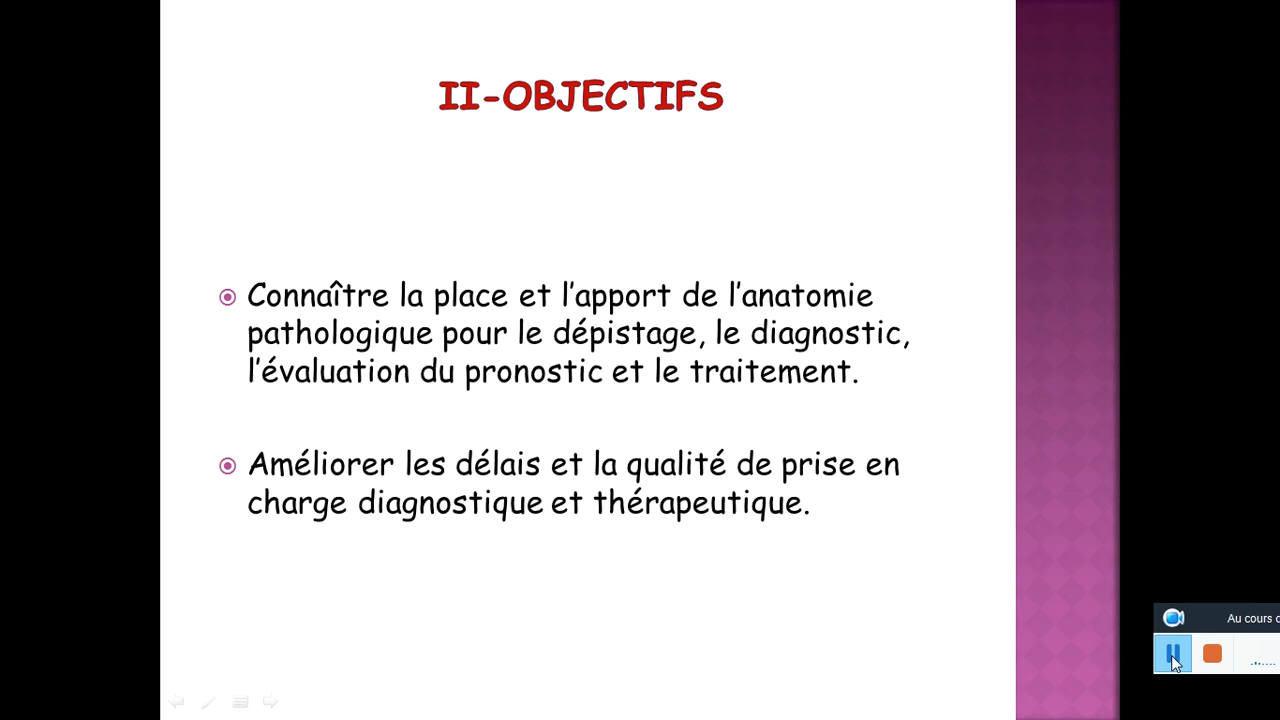 II-OBJECTIFS
Connaître la place et l’apport de l’anatomie
pathologique pour le dépistage, le diagnostic,
l’évaluation du pronostic et le traitement.
Améliorer les délais et la qualité de prise en
charge diagnostique et thérapeutique.
Au cours